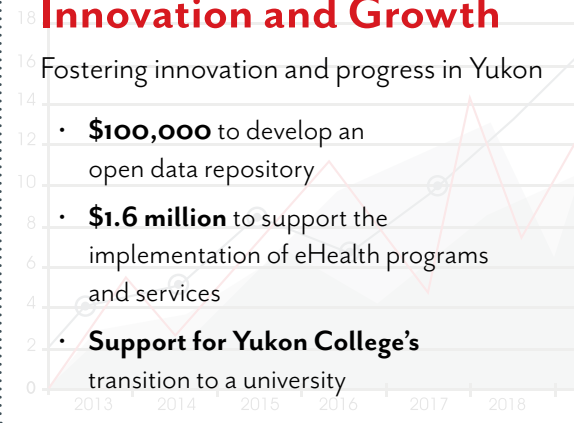 Innovation and Growth
Fostering innovation and progress in Yukon
• $100,000 to develop an
open data repository
• $1.6 million to support the
implementation of eHealth programs
and services
• Support for Yukon College’s
transition to a university
18
16
14
12
10
8
6
4
2
0
2013 2014 2015 2016 2017 2018